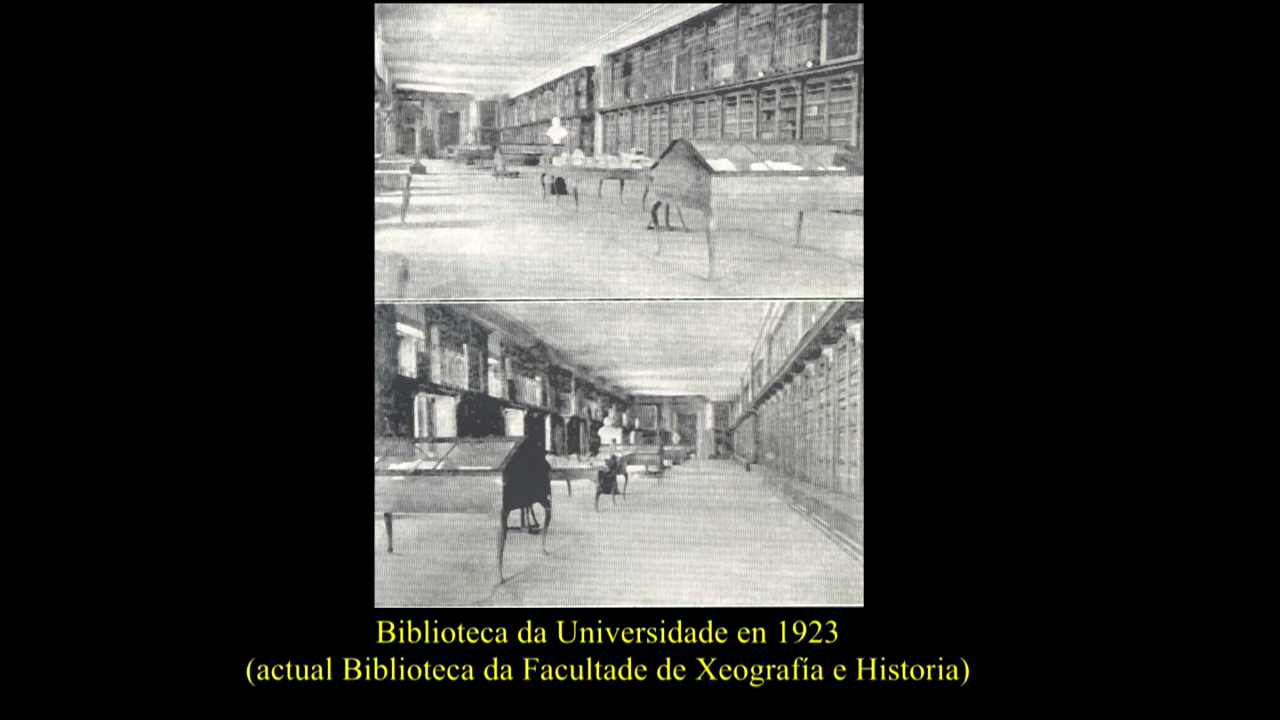 Biblioteca da Universidade en 1923
(actual Biblioteca da Facultade de Xeografía e Historia)